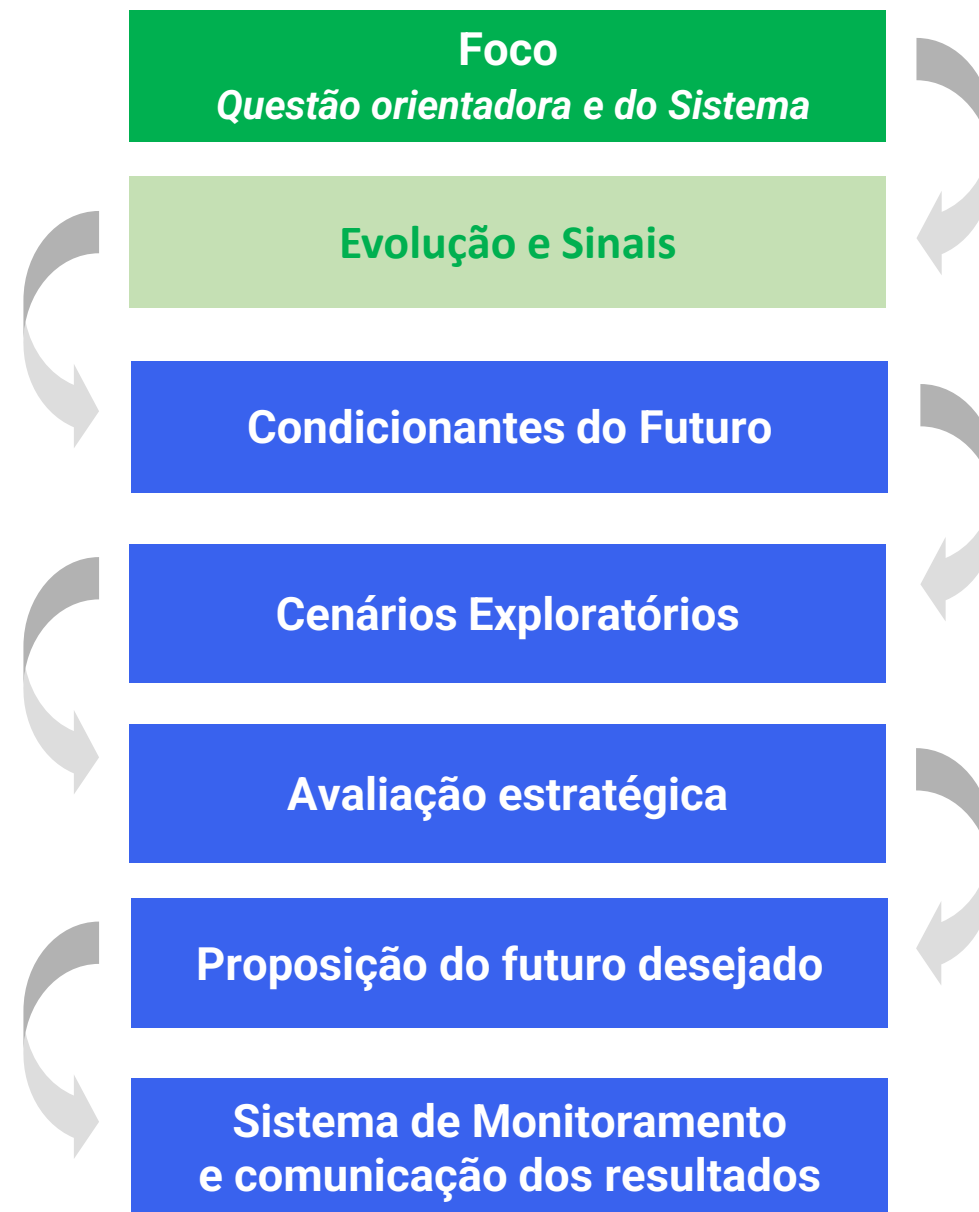 Foco
Questão orientadora e do Sistema
Evolução e Sinais
Condicionantes do Futuro
Cenários Exploratórios
Avaliação estratégica
Proposição do futuro desejado
Sistema de Monitoramento
e comunicação dos resultados